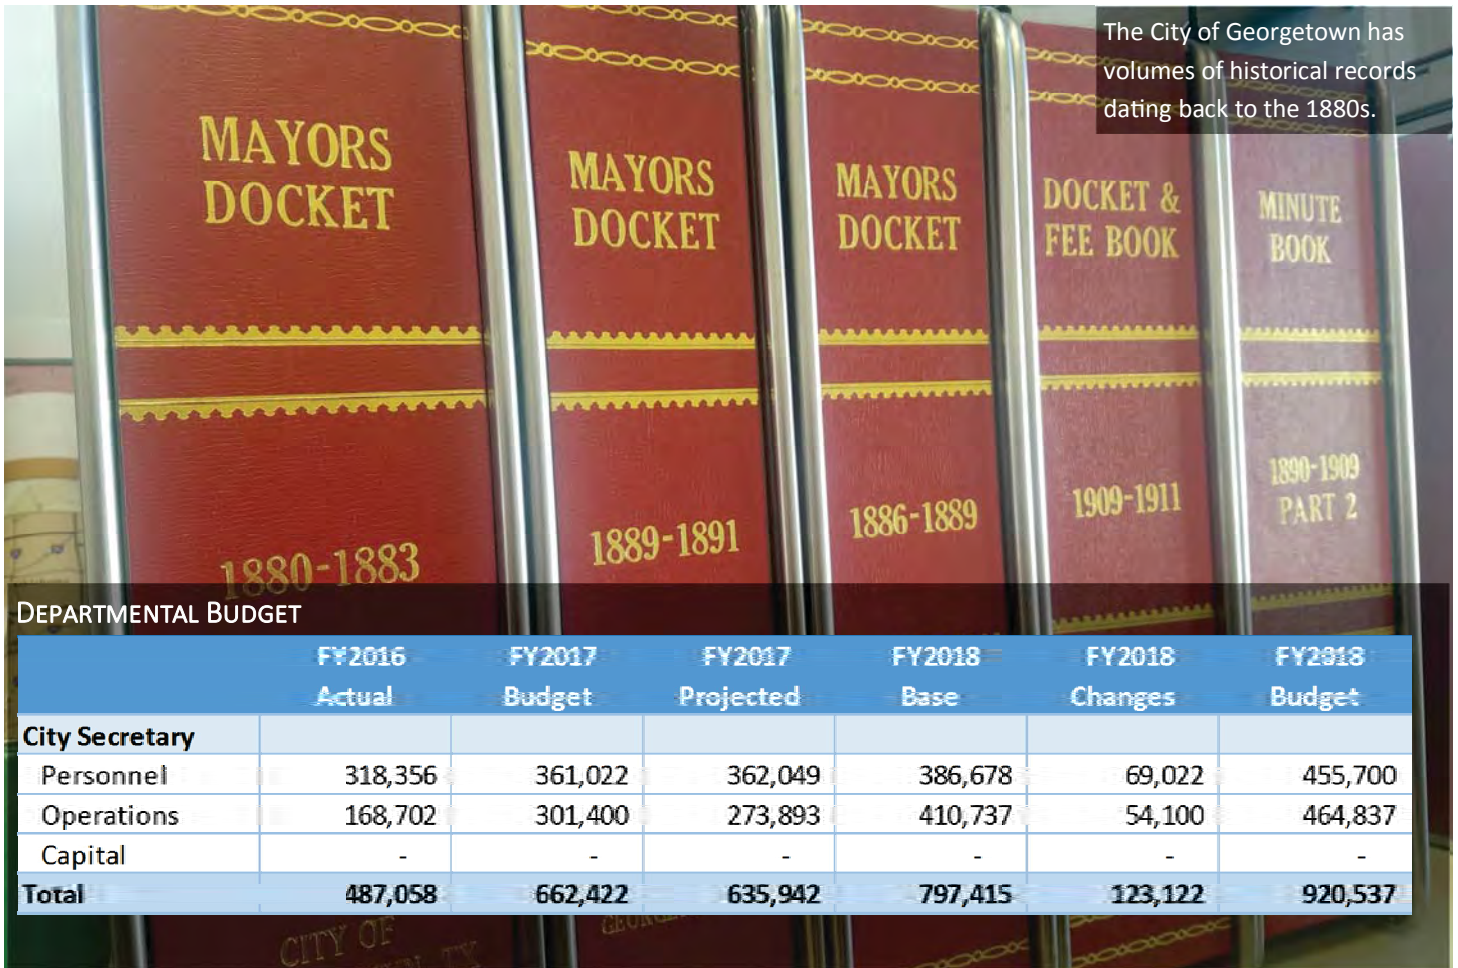 The City of Georgetown has
volumes of historical records
dating back to the 1880s.
MAYORS
DOCKET
1880-1883
CITY OF
MAYORS
DOCKET
1889-1891
MAYORS
DOCKET
1886-1889
DOCKET &
FEE BOOK
1909-1911
MINUTE
BOOK
1890-1909
PART 2
DEPARTMENTAL BUDGET
FY2016 FY2017 FY2017 FY2018 FY2018 FY2018
Actual Budget Projected Base Changes Budget
City Secretary
Personnel 318,356 361,022 362,049 386,678 69,022 455,700
Operations 168,702 301,400 273,893 410,737 54,100 464,837
Capital - - - - - -
Total 487,058 662,422 635,942 797,415 123,122 920,537